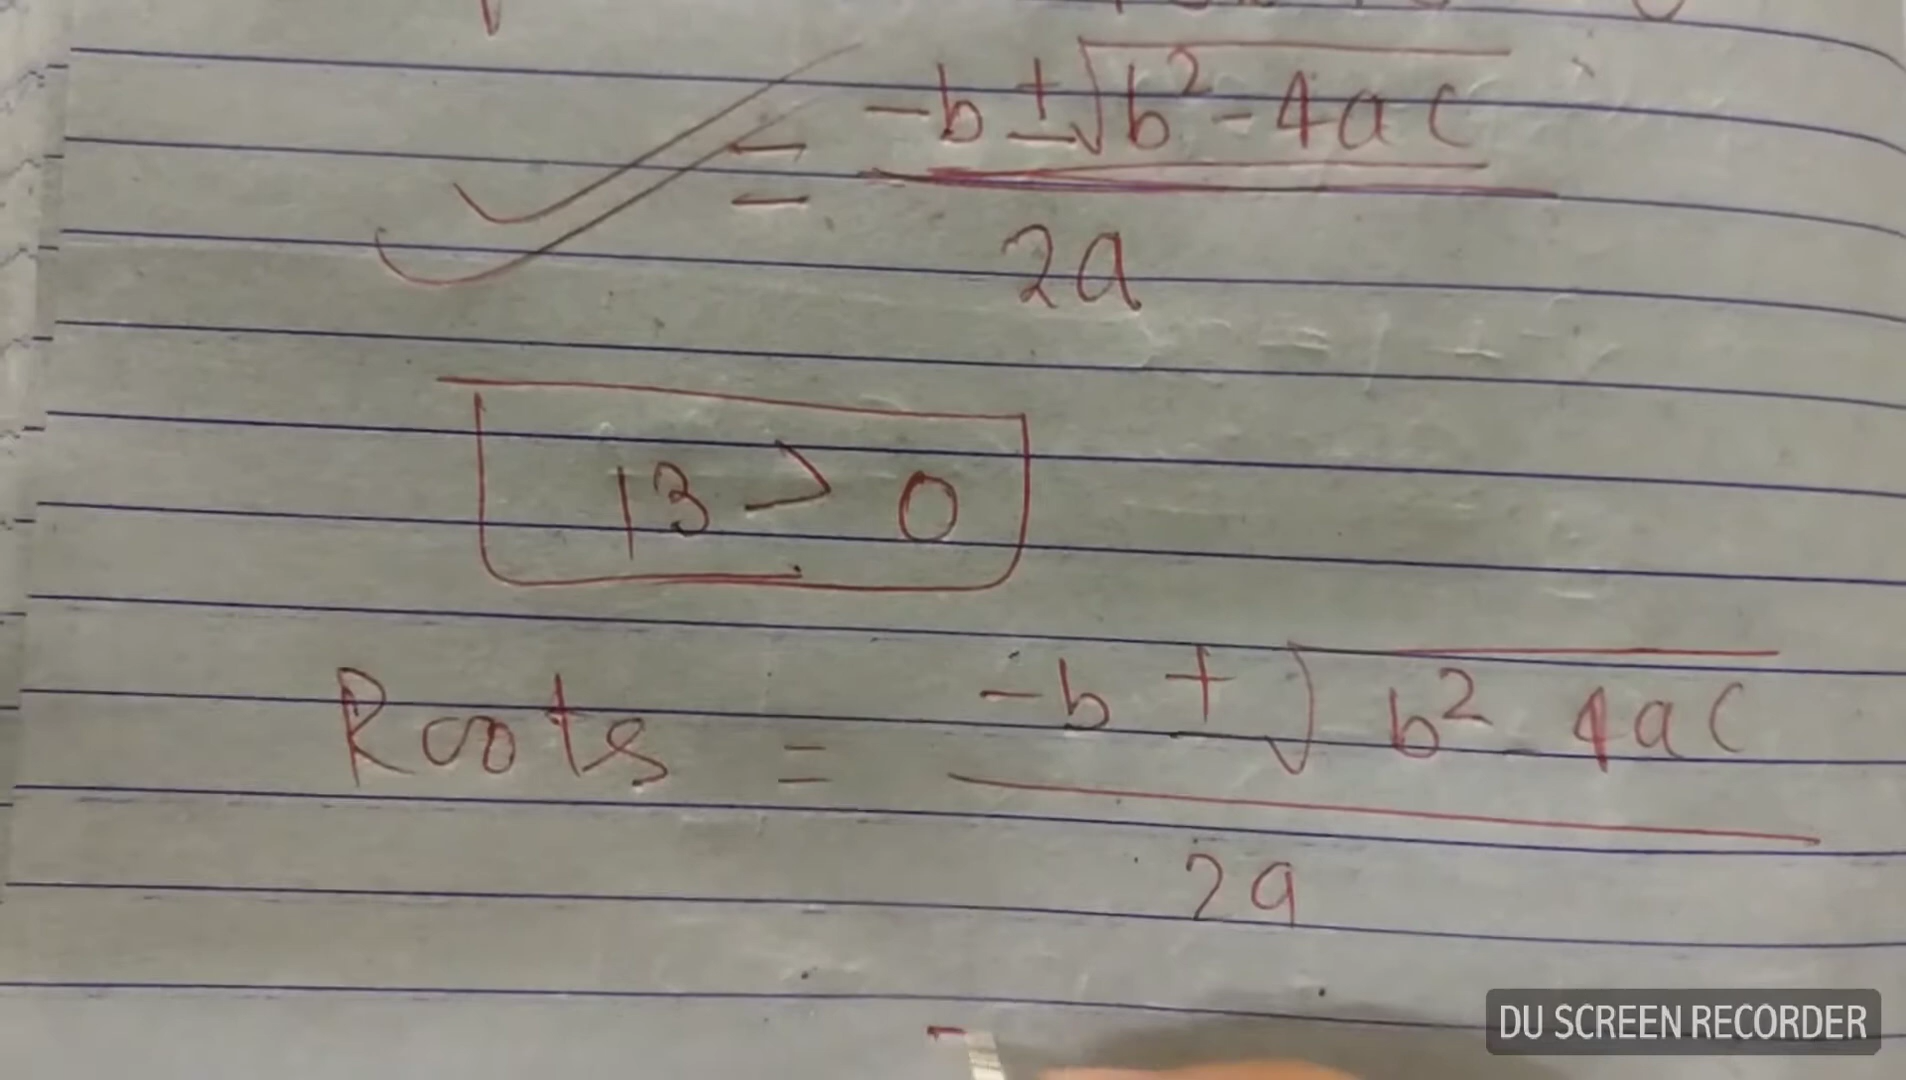 = -b ± √b² - 4ac
2a
13 > 0
Roots = -b ± √b² - 4ac
2a
DU SCREEN RECORDER